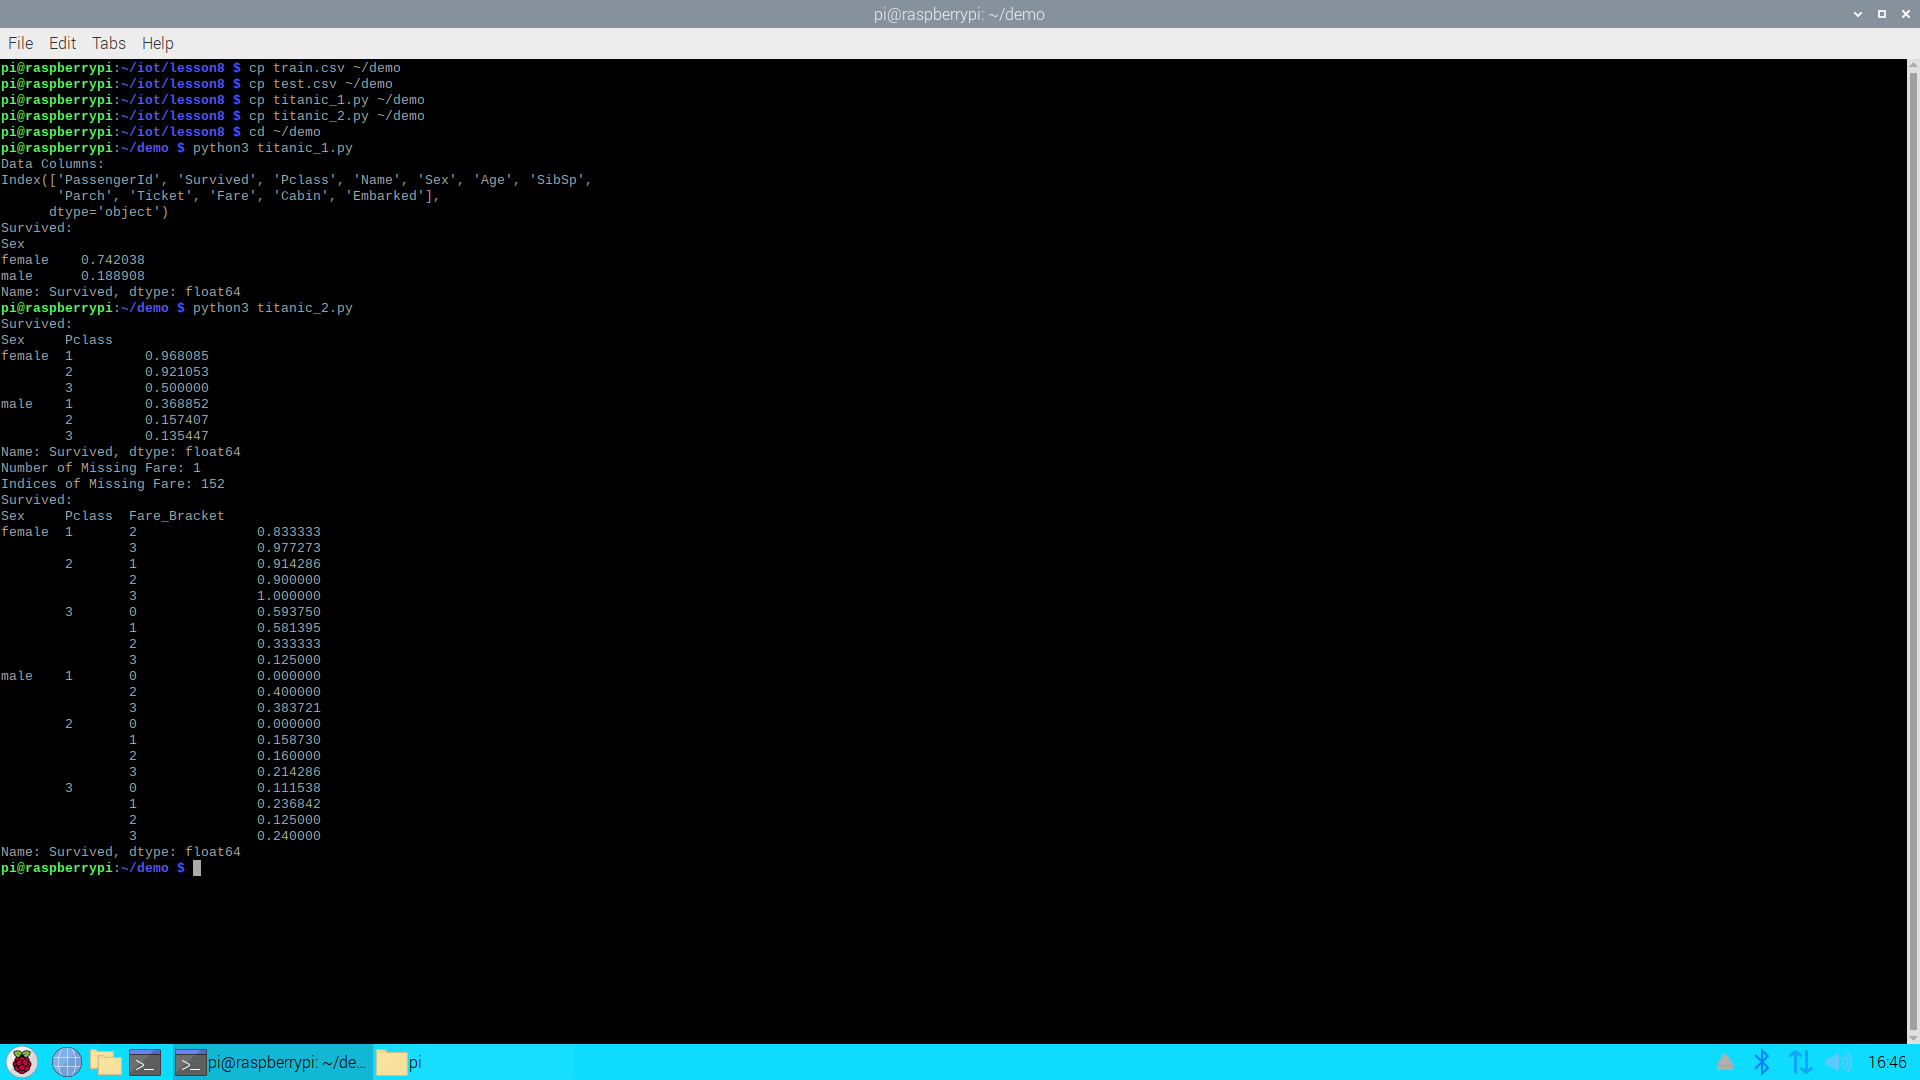 pi@raspberrypi: ~/demo
File Edit Tabs Help
pi@raspberrypi:~/iot/lesson8 $ cp train.csv ~/demo
pi@raspberrypi:~/iot/lesson8 $ cp test.csv ~/demo
pi@raspberrypi:~/iot/lesson8 $ cp titanic_1.py ~/demo
pi@raspberrypi:~/iot/lesson8 $ cp titanic_2.py ~/demo
pi@raspberrypi:~/iot/lesson8 $ cd ~/demo
pi@raspberrypi:~/demo $ python3 titanic_1.py
Data Columns:
Index(['PassengerId', 'Survived', 'Pclass', 'Name', 'Sex', 'Age', 'SibSp',
       'Parch', 'Ticket', 'Fare', 'Cabin', 'Embarked'],
      dtype='object')
Survived:
Sex
female    0.742038
male      0.188908
Name: Survived, dtype: float64
pi@raspberrypi:~/demo $ python3 titanic_2.py
Survived:
Sex     Pclass
female  1         0.968085
        2         0.921053
        3         0.500000
male    1         0.368852
        2         0.157407
        3         0.135447
Name: Survived, dtype: float64
Number of Missing Fare: 1
Indices of Missing Fare: 152
Survived:
Sex     Pclass  Fare_Bracket
female  1       2               0.833333
                3               0.977273
        2       1               0.914286
                2               0.900000
                3               1.000000
        3       0               0.593750
                1               0.581395
                2               0.333333
                3               0.125000
male    1       0               0.000000
                2               0.400000
                3               0.383721
        2       0               0.000000
                1               0.158730
                2               0.160000
                3               0.214286
        3       0               0.111538
                1               0.236842
                2               0.125000
                3               0.240000
Name: Survived, dtype: float64
pi@raspberrypi:~/demo $
pi@raspberrypi: ~/de... pi 16:46